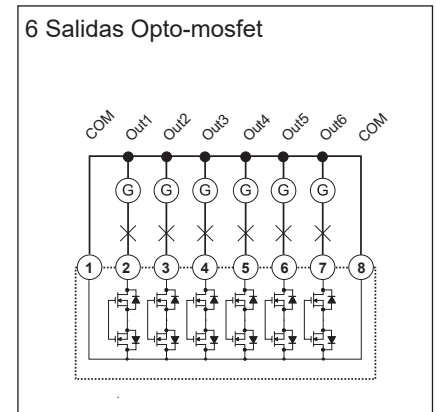 6 Salidas Opto-mosfet
COM Out1 Out2 Out3 Out4 Out5 Out6 COM
G G G G G G
1 2 3 4 5 6 7 8